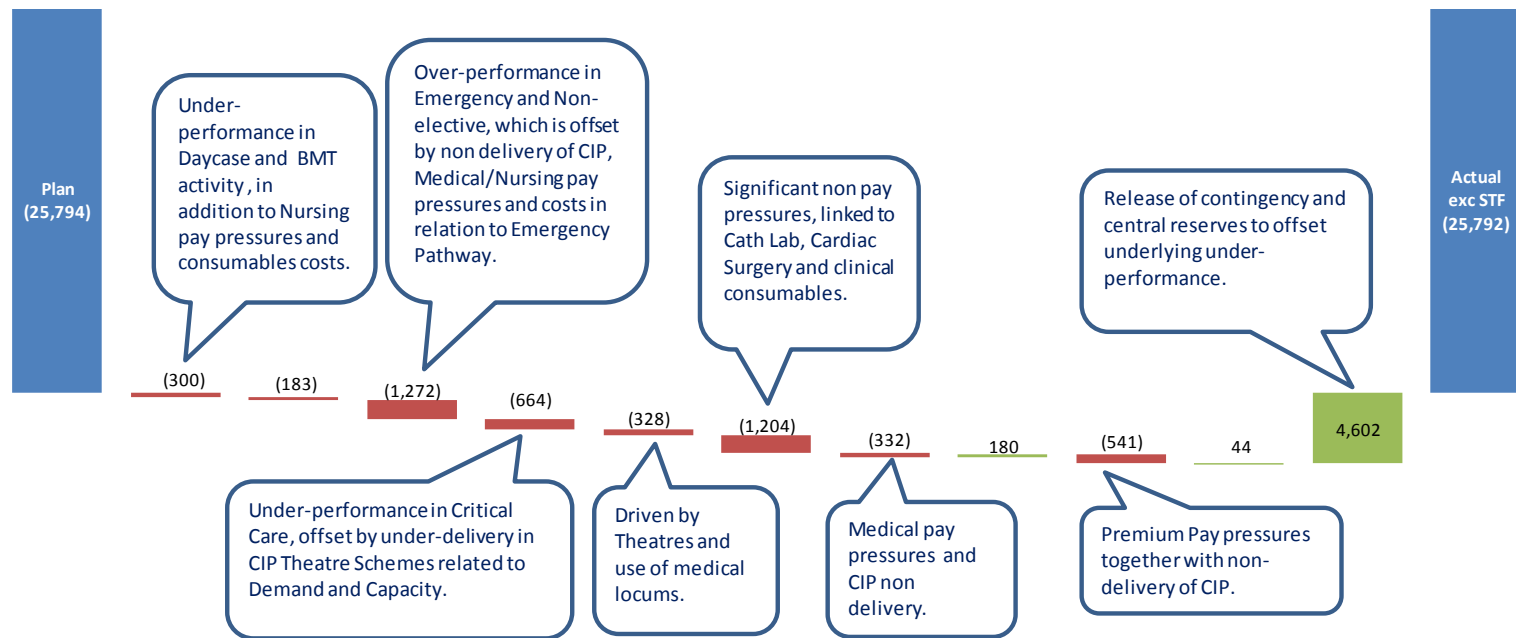 Plan
(25,794)
Under-
performance in
Daycase and BMT
activity , in
addition to Nursing
pay pressures and
consumables costs.
Over-performance in
Emergency and Non-
elective, which is offset
by non delivery of CIP,
Medical/Nursing pay
pressures and costs in
relation to Emergency
Pathway.
Significant non pay
pressures, linked to
Cath Lab, Cardiac
Surgery and clinical
consumables.
Release of contingency and
central reserves to offset
underlying under-
performance.
Actual
exc STF
(25,792)
(300)
(183)
(1,272)
(664)
(328)
(1,204)
(332)
180
(541)
44
4,602
Under-performance in Critical
Care, offset by under-delivery in
CIP Theatre Schemes related to
Demand and Capacity.
Driven by
Theatres and
use of medical
locums.
Medical pay
pressures and
CIP non
delivery.
Premium Pay pressures
together with non-
delivery of CIP.